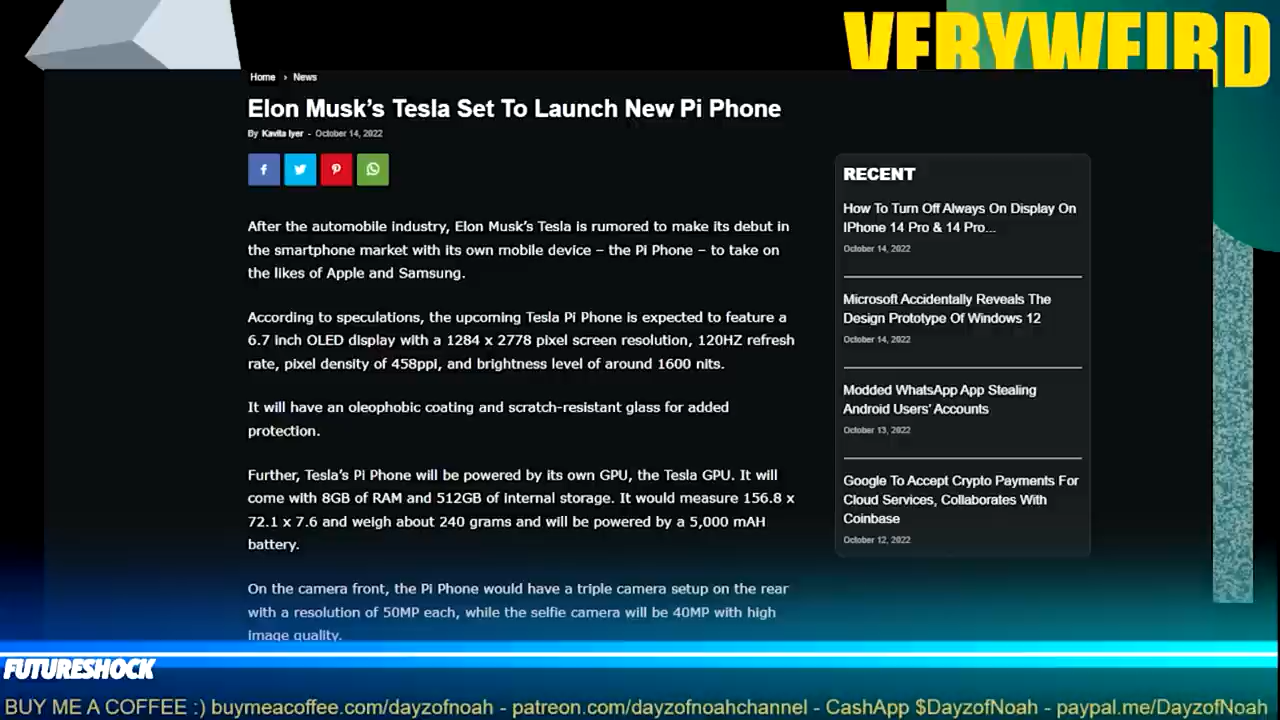 VERYWEIRD
Home › News
Elon Musk’s Tesla Set To Launch New Pi Phone
By Kavita Iyer - October 14, 2022
After the automobile industry, Elon Musk’s Tesla is rumored to make its debut in
the smartphone market with its own mobile device – the Pi Phone – to take on
the likes of Apple and Samsung.
According to speculations, the upcoming Tesla Pi Phone is expected to feature a
6.7 inch OLED display with a 1284 x 2778 pixel screen resolution, 120HZ refresh
rate, pixel density of 458ppi, and brightness level of around 1600 nits.
It will have an oleophobic coating and scratch-resistant glass for added
protection.
Further, Tesla’s Pi Phone will be powered by its own GPU, the Tesla GPU. It will
come with 8GB of RAM and 512GB of internal storage. It would measure 156.8 x
72.1 x 7.6 and weigh about 240 grams and will be powered by a 5,000 mAH
battery.
On the camera front, the Pi Phone would have a triple camera setup on the rear
with a resolution of 50MP each, while the selfie camera will be 40MP with high
image quality.
RECENT
How To Turn Off Always On Display On
IPhone 14 Pro & 14 Pro...
October 14, 2022
Microsoft Accidentally Reveals The
Design Prototype Of Windows 12
October 14, 2022
Modded WhatsApp App Stealing
Android Users’ Accounts
October 13, 2022
Google To Accept Crypto Payments For
Cloud Services, Collaborates With
Coinbase
October 12, 2022
FUTURESHOCK
BUY ME A COFFEE :) buymeacoffee.com/dayzofnoah - patreon.com/dayzofnoahchannel - CashApp $DayzofNoah - paypal.me/DayzofNoah